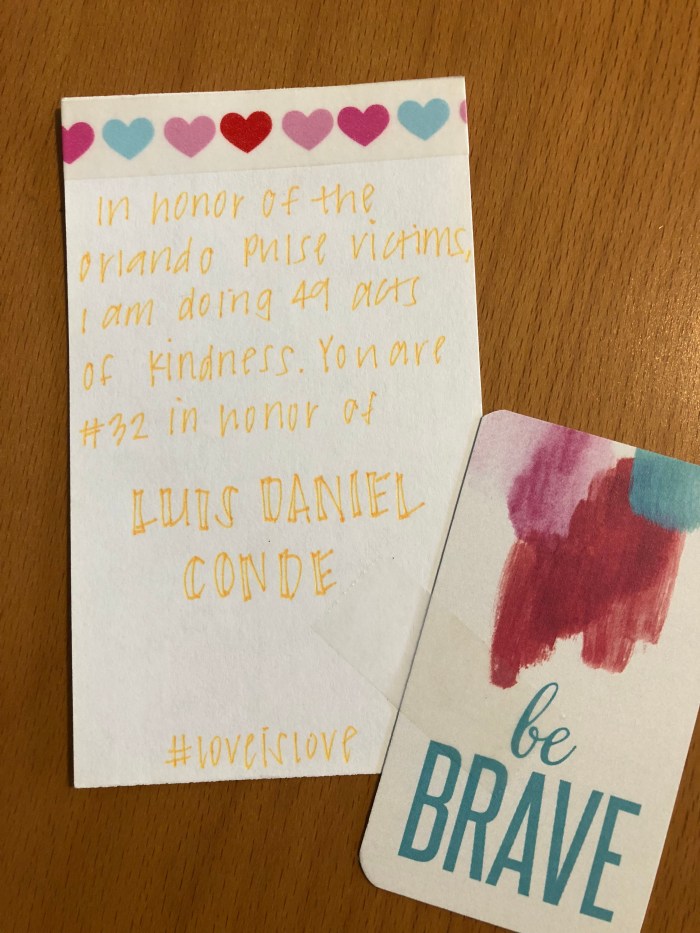 In honor of the
orlando pulse victims,
I am doing 49 acts
of kindness. You are
#32 in honor of
LUIS DANIEL
CONDE
#loveislove
be
BRAVE